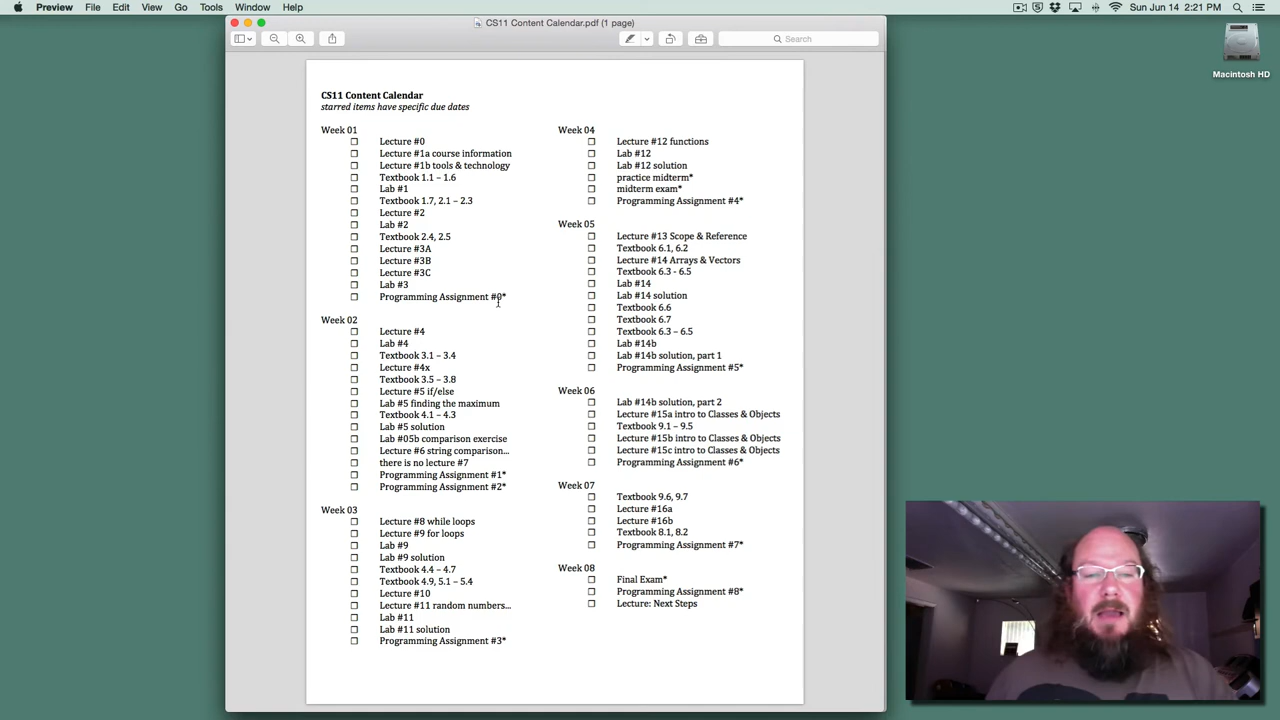 Preview File Edit View Go Tools Window Help
Sun Jun 14 2:21 PM
CS11 Content Calendar.pdf (1 page)
Search
Macintosh HD
CS11 Content Calendar
starred items have specific due dates
Week 01
Lecture #0
Lecture #1a course information
Lecture #1b tools & technology
Textbook 1.1 – 1.6
Lab #1
Textbook 1.7, 2.1 – 2.3
Lecture #2
Lab #2
Textbook 2.4, 2.5
Lecture #3A
Lecture #3B
Lecture #3C
Lab #3
Programming Assignment #0*
Week 02
Lecture #4
Lab #4
Textbook 3.1 – 3.4
Lecture #4x
Textbook 3.5 – 3.8
Lecture #5 if/else
Lab #5 finding the maximum
Textbook 4.1 – 4.3
Lab #5 solution
Lab #05b comparison exercise
Lecture #6 string comparison...
there is no lecture #7
Programming Assignment #1*
Programming Assignment #2*
Week 03
Lecture #8 while loops
Lecture #9 for loops
Lab #9
Lab #9 solution
Textbook 4.4 – 4.7
Textbook 4.9, 5.1 – 5.4
Lecture #10
Lecture #11 random numbers...
Lab #11
Lab #11 solution
Programming Assignment #3*
Week 04
Lecture #12 functions
Lab #12
Lab #12 solution
practice midterm*
midterm exam*
Programming Assignment #4*
Week 05
Lecture #13 Scope & Reference
Textbook 6.1, 6.2
Lecture #14 Arrays & Vectors
Textbook 6.3 - 6.5
Lab #14
Lab #14 solution
Textbook 6.6
Textbook 6.7
Textbook 6.3 – 6.5
Lab #14b
Lab #14b solution, part 1
Programming Assignment #5*
Week 06
Lab #14b solution, part 2
Lecture #15a intro to Classes & Objects
Textbook 9.1 – 9.5
Lecture #15b intro to Classes & Objects
Lecture #15c intro to Classes & Objects
Programming Assignment #6*
Week 07
Textbook 9.6, 9.7
Lecture #16a
Lecture #16b
Textbook 8.1, 8.2
Programming Assignment #7*
Week 08
Final Exam*
Programming Assignment #8*
Lecture: Next Steps